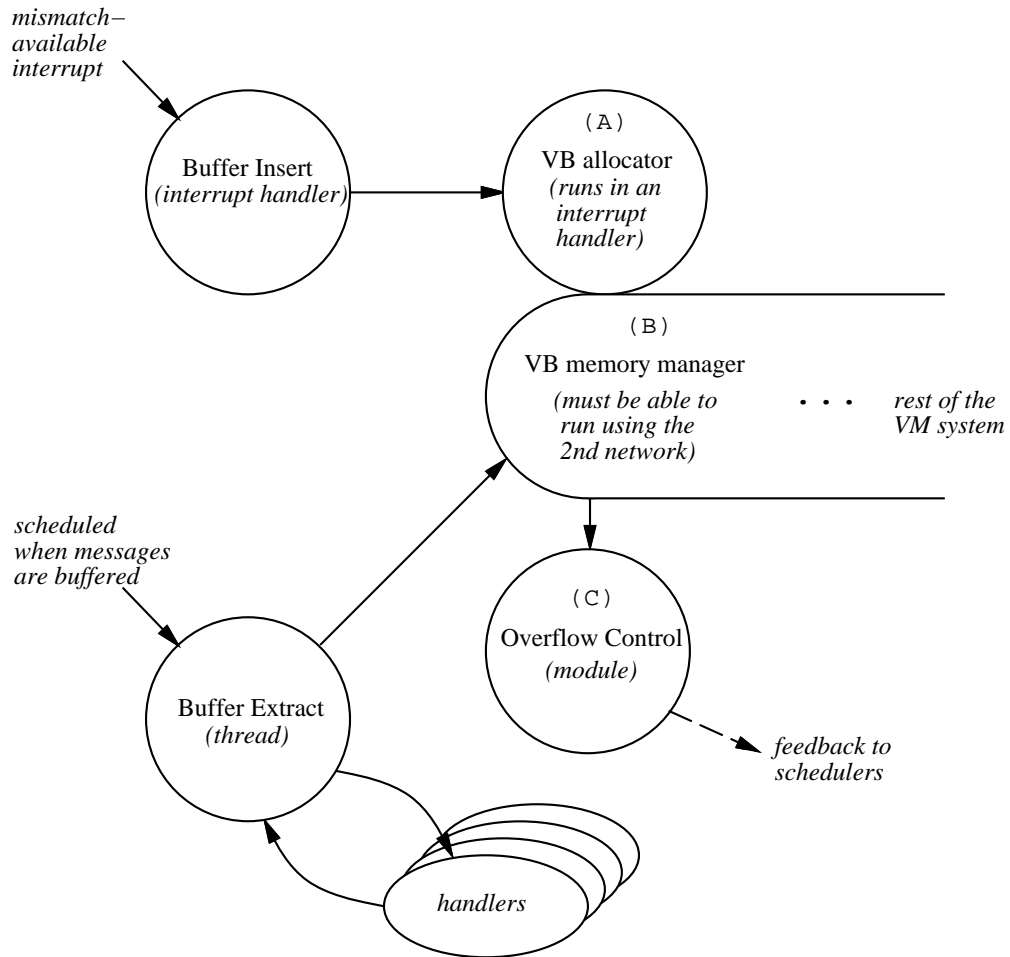 mismatch–
available
interrupt
Buffer Insert
(interrupt handler)
(A)
VB allocator
(runs in an
interrupt
handler)
(B)
VB memory manager
(must be able to
run using the
2nd network)
. . .
rest of the
VM system
scheduled
when messages
are buffered
(C)
Overflow Control
(module)
Buffer Extract
(thread)
feedback to
schedulers
handlers